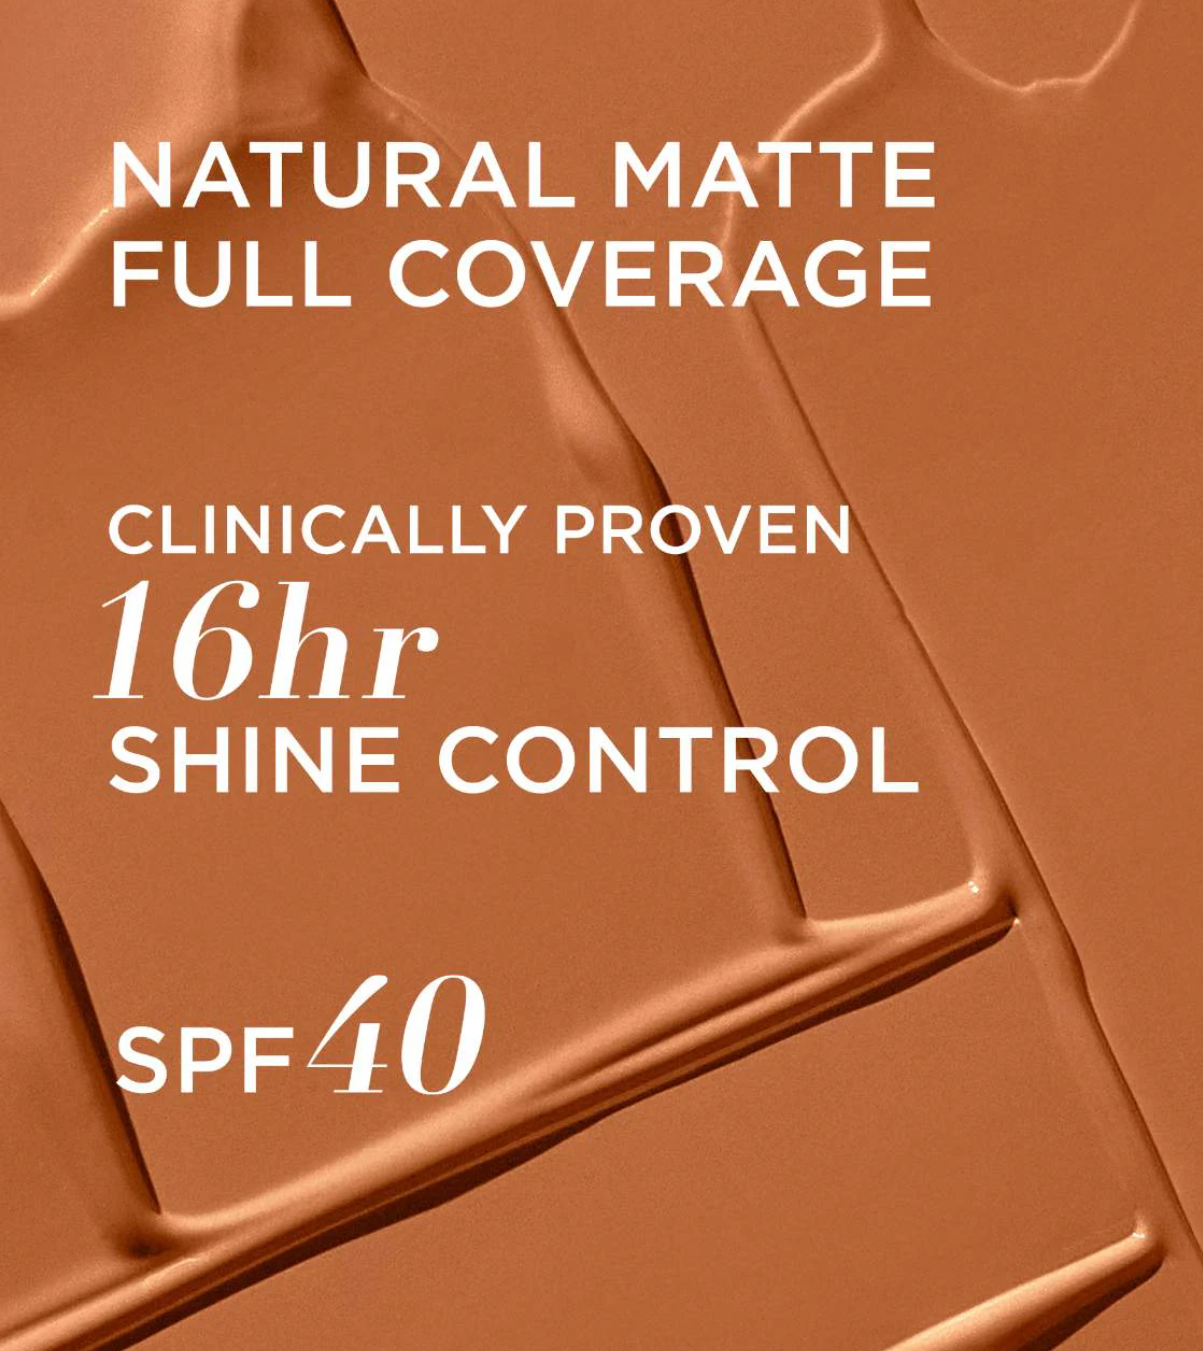 NATURAL MATTE
FULL COVERAGE
CLINICALLY PROVEN
16hr
SHINE CONTROL
SPF40